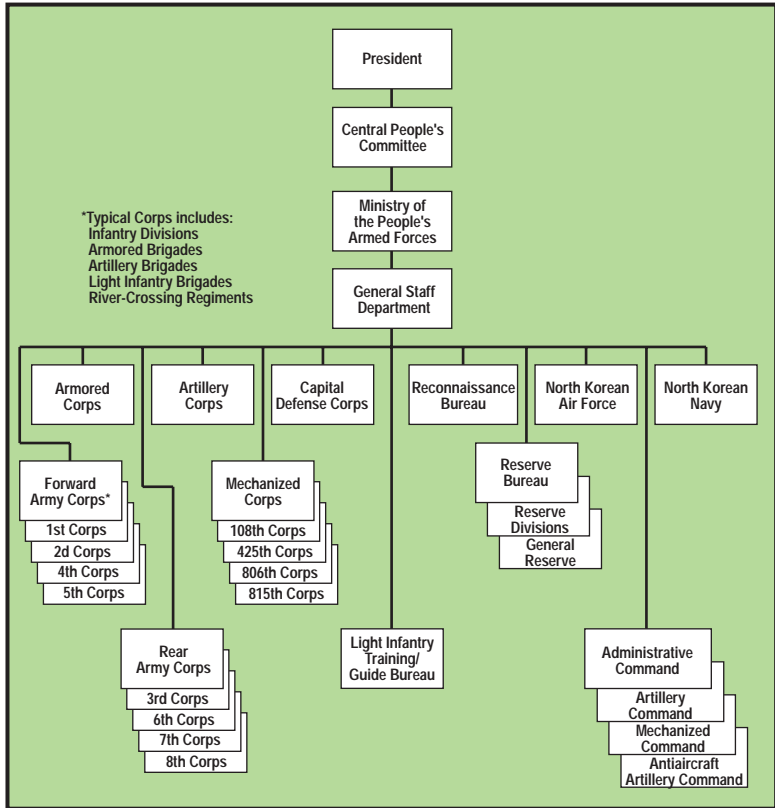 President
Central People's
Committee
Ministry of
the People's
Armed Forces
*Typical Corps includes:
Infantry Divisions
Armored Brigades
Artillery Brigades
Light Infantry Brigades
River-Crossing Regiments
General Staff
Department
Armored
Corps
Artillery
Corps
Capital
Defense Corps
Reconnaissance
Bureau
North Korean
Air Force
North Korean
Navy
Forward
Army Corps*
1st Corps
2d Corps
4th Corps
5th Corps
Mechanized
Corps
108th Corps
425th Corps
806th Corps
815th Corps
Reserve
Bureau
Reserve
Divisions
General
Reserve
Rear
Army Corps
3rd Corps
6th Corps
7th Corps
8th Corps
Light Infantry
Training/
Guide Bureau
Administrative
Command
Artillery
Command
Mechanized
Command
Antiaircraft
Artillery Command